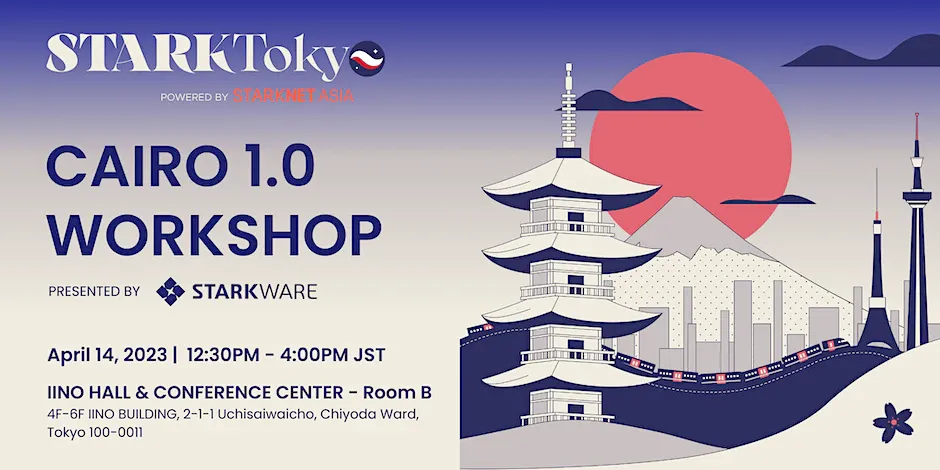 STARKTokyo
POWERED BY STARKNET ASIA
CAIRO 1.0
WORKSHOP
PRESENTED BY STARKWARE
April 14, 2023 | 12:30PM - 4:00PM JST
IINO HALL & CONFERENCE CENTER - Room B
4F-6F IINO BUILDING, 2-1-1 Uchisaiwaicho, Chiyoda Ward,
Tokyo 100-0011